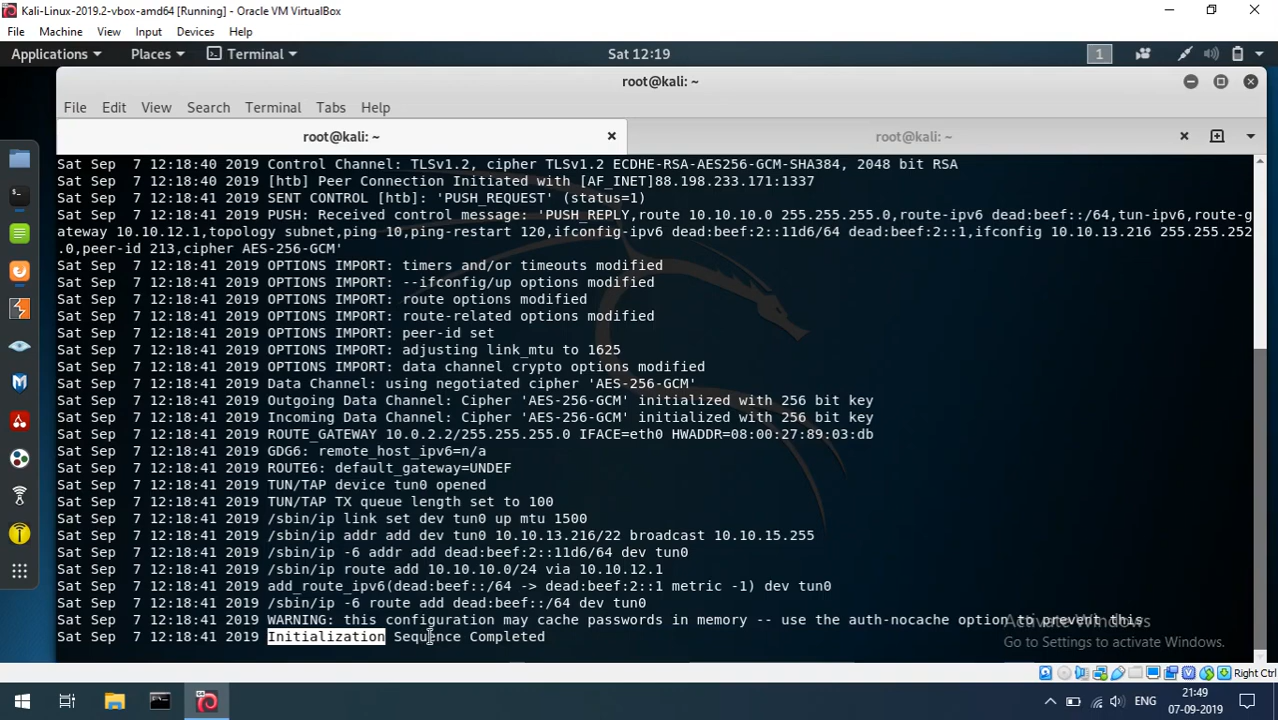 Kali-Linux-2019.2-vbox-amd64 [Running] - Oracle VM VirtualBox
File Machine View Input Devices Help
Applications Places Terminal Sat 12:19 1
root@kali: ~
File Edit View Search Terminal Tabs Help
root@kali: ~ root@kali: ~
Sat Sep  7 12:18:40 2019 Control Channel: TLSv1.2, cipher TLSv1.2 ECDHE-RSA-AES256-GCM-SHA384, 2048 bit RSA
Sat Sep  7 12:18:40 2019 [htb] Peer Connection Initiated with [AF_INET]88.198.233.171:1337
Sat Sep  7 12:18:41 2019 SENT CONTROL [htb]: 'PUSH_REQUEST' (status=1)
Sat Sep  7 12:18:41 2019 PUSH: Received control message: 'PUSH_REPLY,route 10.10.10.0 255.255.255.0,route-ipv6 dead:beef::/64,tun-ipv6,route-g
ateway 10.10.12.1,topology subnet,ping 10,ping-restart 120,ifconfig-ipv6 dead:beef:2::11d6/64 dead:beef:2::1,ifconfig 10.10.13.216 255.255.252
.0,peer-id 213,cipher AES-256-GCM'
Sat Sep  7 12:18:41 2019 OPTIONS IMPORT: timers and/or timeouts modified
Sat Sep  7 12:18:41 2019 OPTIONS IMPORT: --ifconfig/up options modified
Sat Sep  7 12:18:41 2019 OPTIONS IMPORT: route options modified
Sat Sep  7 12:18:41 2019 OPTIONS IMPORT: route-related options modified
Sat Sep  7 12:18:41 2019 OPTIONS IMPORT: peer-id set
Sat Sep  7 12:18:41 2019 OPTIONS IMPORT: adjusting link_mtu to 1625
Sat Sep  7 12:18:41 2019 OPTIONS IMPORT: data channel crypto options modified
Sat Sep  7 12:18:41 2019 Data Channel: using negotiated cipher 'AES-256-GCM'
Sat Sep  7 12:18:41 2019 Outgoing Data Channel: Cipher 'AES-256-GCM' initialized with 256 bit key
Sat Sep  7 12:18:41 2019 Incoming Data Channel: Cipher 'AES-256-GCM' initialized with 256 bit key
Sat Sep  7 12:18:41 2019 ROUTE_GATEWAY 10.0.2.2/255.255.255.0 IFACE=eth0 HWADDR=08:00:27:89:03:db
Sat Sep  7 12:18:41 2019 GDG6: remote_host_ipv6=n/a
Sat Sep  7 12:18:41 2019 ROUTE6: default_gateway=UNDEF
Sat Sep  7 12:18:41 2019 TUN/TAP device tun0 opened
Sat Sep  7 12:18:41 2019 TUN/TAP TX queue length set to 100
Sat Sep  7 12:18:41 2019 /sbin/ip link set dev tun0 up mtu 1500
Sat Sep  7 12:18:41 2019 /sbin/ip addr add dev tun0 10.10.13.216/22 broadcast 10.10.15.255
Sat Sep  7 12:18:41 2019 /sbin/ip -6 addr add dead:beef:2::11d6/64 dev tun0
Sat Sep  7 12:18:41 2019 /sbin/ip route add 10.10.10.0/24 via 10.10.12.1
Sat Sep  7 12:18:41 2019 add_route_ipv6(dead:beef::/64 -> dead:beef:2::1 metric -1) dev tun0
Sat Sep  7 12:18:41 2019 /sbin/ip -6 route add dead:beef::/64 dev tun0
Sat Sep  7 12:18:41 2019 WARNING: this configuration may cache passwords in memory -- use the auth-nocache option to prevent this
Sat Sep  7 12:18:41 2019 Initialization Sequence Completed
Activate Windows
Go to Settings to activate Windows.
Right Ctrl
ENG
21:49
07-09-2019